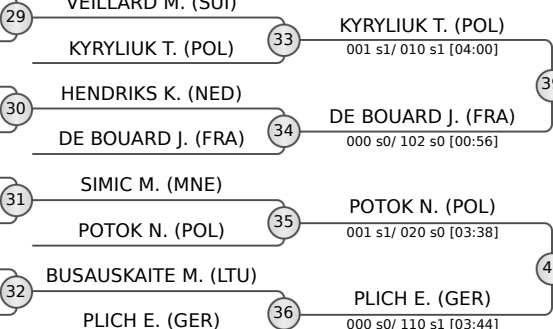 29
VEILLARD M. (SUI)
KYRYLIUK T. (POL)
33
KYRYLIUK T. (POL)
001 s1/ 010 s1 [04:00]
30
HENDRIKS K. (NED)
DE BOUARD J. (FRA)
34
DE BOUARD J. (FRA)
000 s0/ 102 s0 [00:56]
31
SIMIC M. (MNE)
POTOK N. (POL)
35
POTOK N. (POL)
001 s1/ 020 s0 [03:38]
32
BUSAUSKAITE M. (LTU)
PLICH E. (GER)
36
PLICH E. (GER)
000 s0/ 110 s1 [03:44]